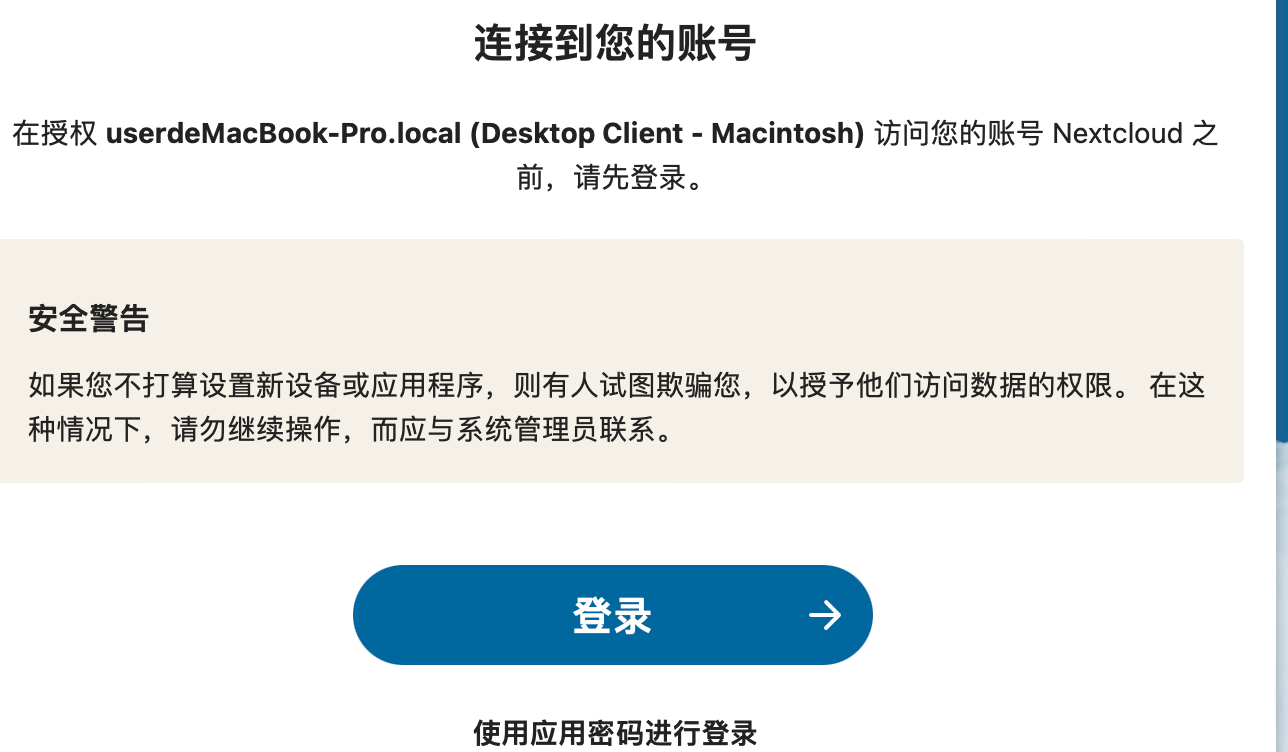 连接到您的账号
在授权 userdeMacBook-Pro.local (Desktop Client - Macintosh) 访问您的账号 Nextcloud 之
前，请先登录。
安全警告
如果您不打算设置新设备或应用程序，则有人试图欺骗您，以授予他们访问数据的权限。 在这
种情况下，请勿继续操作，而应与系统管理员联系。
登录
使用应用密码进行登录